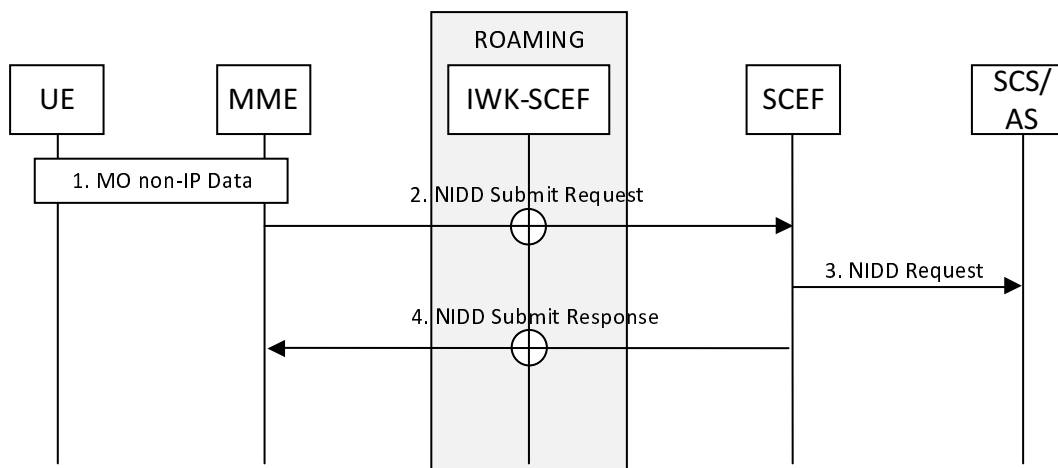 ROAMING
UE
MME
IWK-SCEF
SCEF
SCS/
AS
1. MO non-IP Data
2. NIDD Submit Request
3. NIDD Request
4. NIDD Submit Response